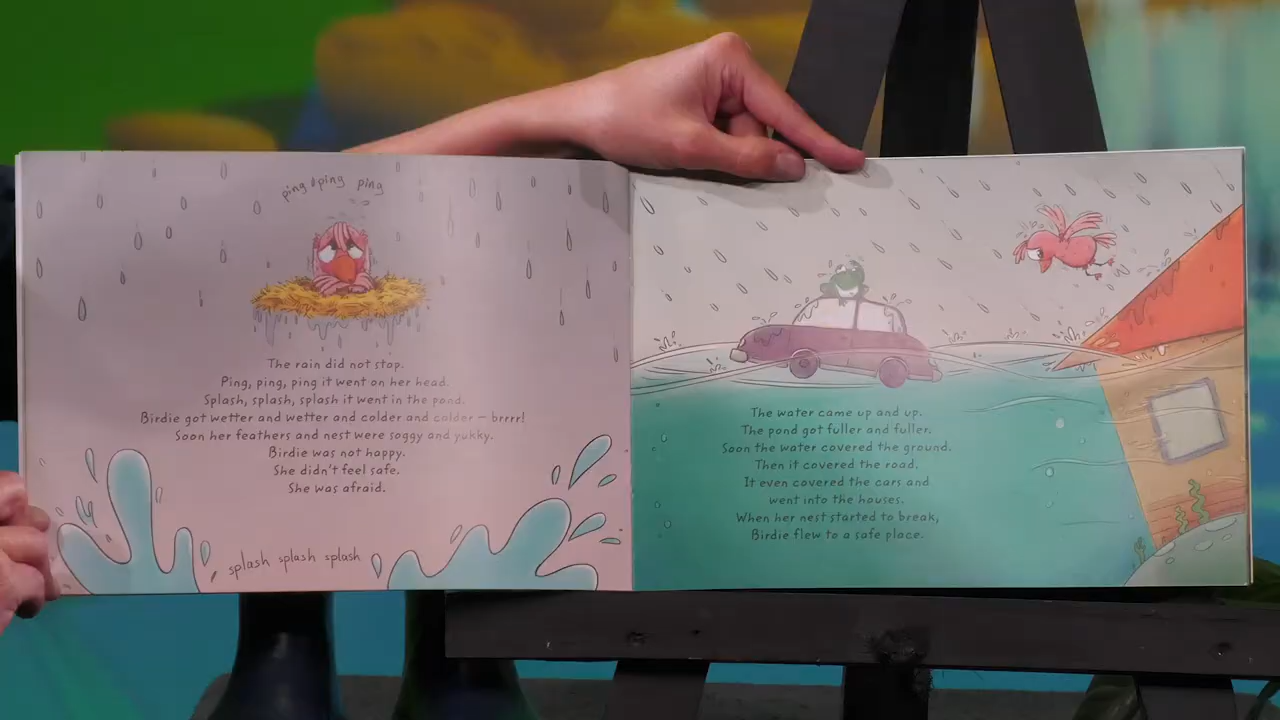 ping ping ping
The rain did not stop.
Ping, ping, ping it went on her head.
Splash, splash, splash it went in the pond.
Birdie got wetter and wetter and colder and colder – brrrr!
Soon her feathers and nest were soggy and yukky.
Birdie was not happy.
She didn't feel safe.
She was afraid.
splash splash splash
The water came up and up.
The pond got fuller and fuller.
Soon the water covered the ground.
Then it covered the road.
It even covered the cars and
went into the houses.
When her nest started to break,
Birdie flew to a safe place.